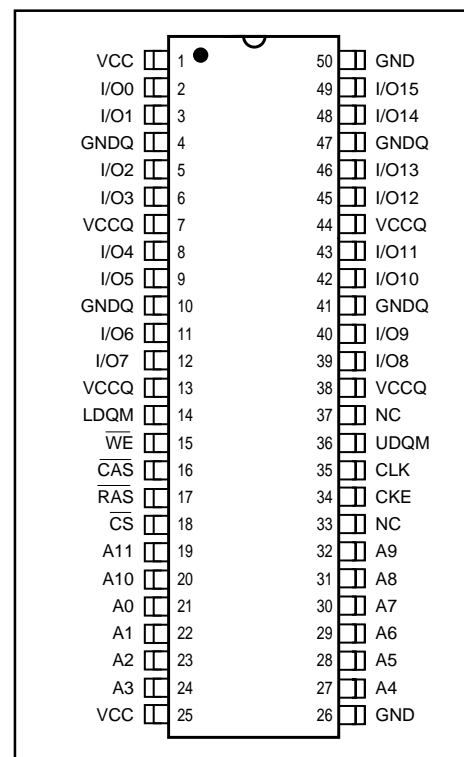 VCC 1 50 GND
I/O0 2 49 I/O15
I/O1 3 48 I/O14
GNDQ 4 47 GNDQ
I/O2 5 46 I/O13
I/O3 6 45 I/O12
VCCQ 7 44 VCCQ
I/O4 8 43 I/O11
I/O5 9 42 I/O10
GNDQ 10 41 GNDQ
I/O6 11 40 I/O9
I/O7 12 39 I/O8
VCCQ 13 38 VCCQ
LDQM 14 37 NC
W̅E̅ 15 36 UDQM
C̅A̅S̅ 16 35 CLK
R̅A̅S̅ 17 34 CKE
C̅S̅ 18 33 NC
A11 19 32 A9
A10 20 31 A8
A0 21 30 A7
A1 22 29 A6
A2 23 28 A5
A3 24 27 A4
VCC 25 26 GND